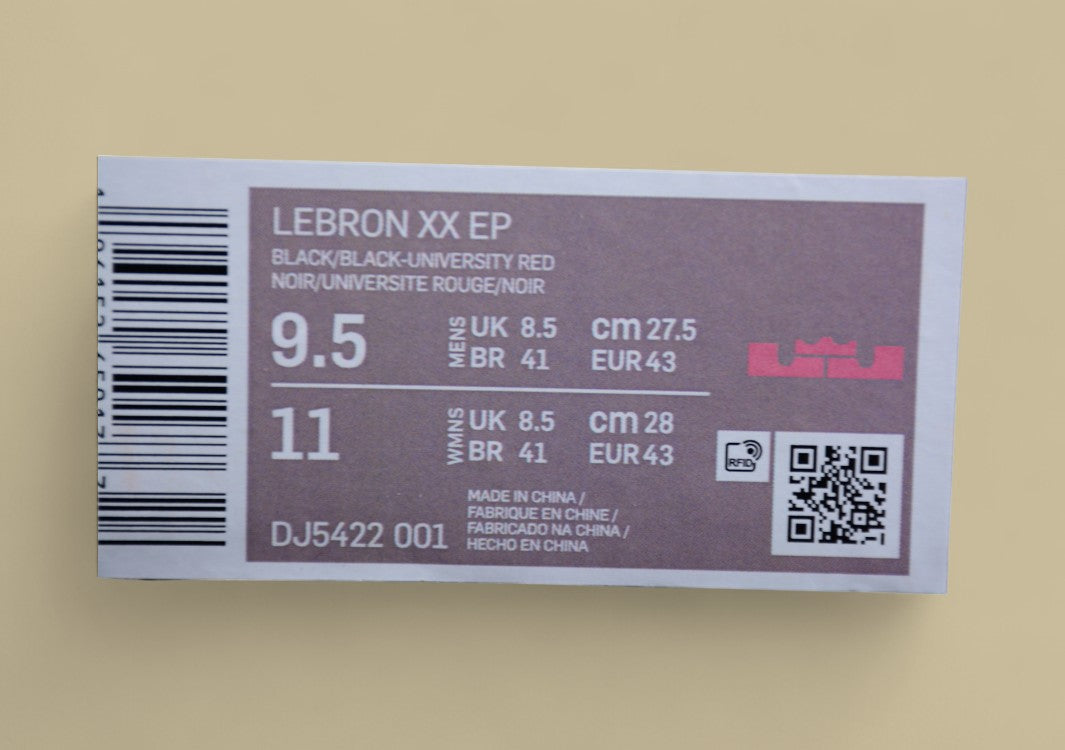 LEBRON XX EP
BLACK/BLACK-UNIVERSITY RED
NOIR/UNIVERSITE ROUGE/NOIR
9.5 MENS UK 8.5 cm 27.5
BR 41 EUR 43
11 WMNS UK 8.5 cm 28
BR 41 EUR 43
RFID
MADE IN CHINA /
FABRIQUE EN CHINE /
FABRICADO NA CHINA /
HECHO EN CHINA
DJ5422 001